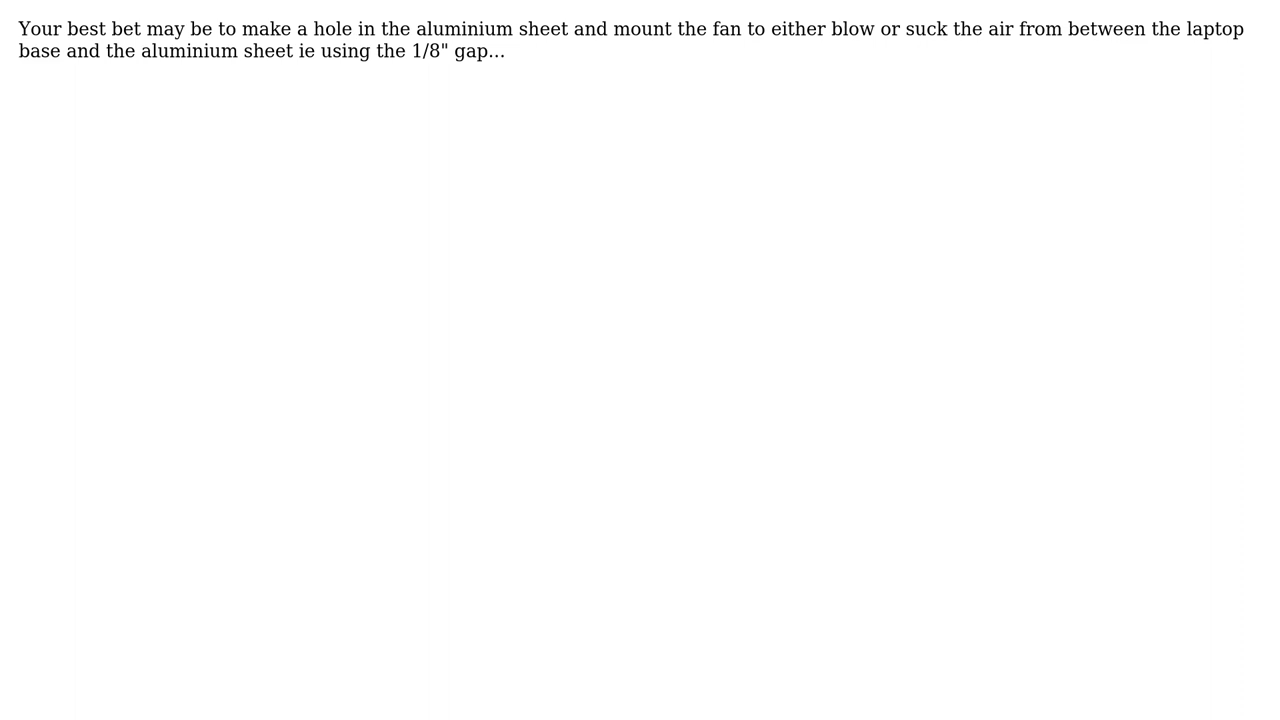 Your best bet may be to make a hole in the aluminium sheet and mount the fan to either blow or suck the air from between the laptop
base and the aluminium sheet ie using the 1/8" gap...